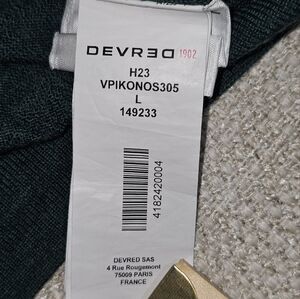 DEVRED 1902
H23
VPIKONOS305
L
149233
4182420004
DEVRED SAS
4 Rue Rougemont
75009 PARIS
FRANCE